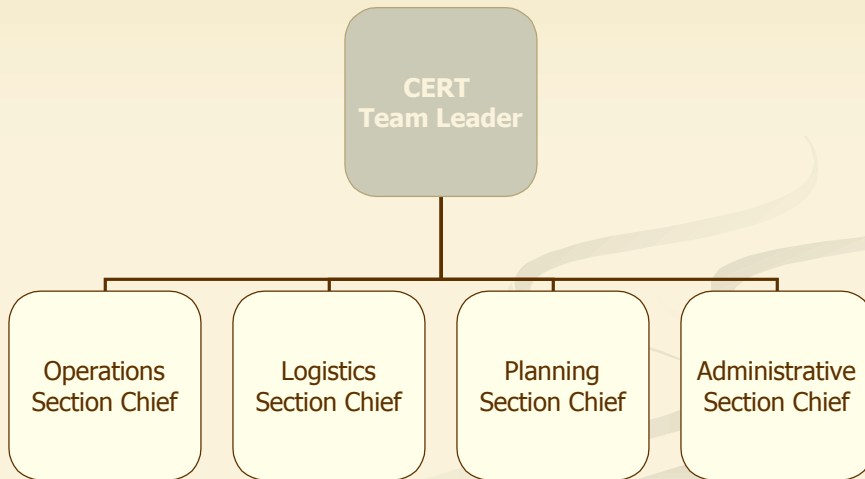 CERT
Team Leader
Operations
Section Chief
Logistics
Section Chief
Planning
Section Chief
Administrative
Section Chief